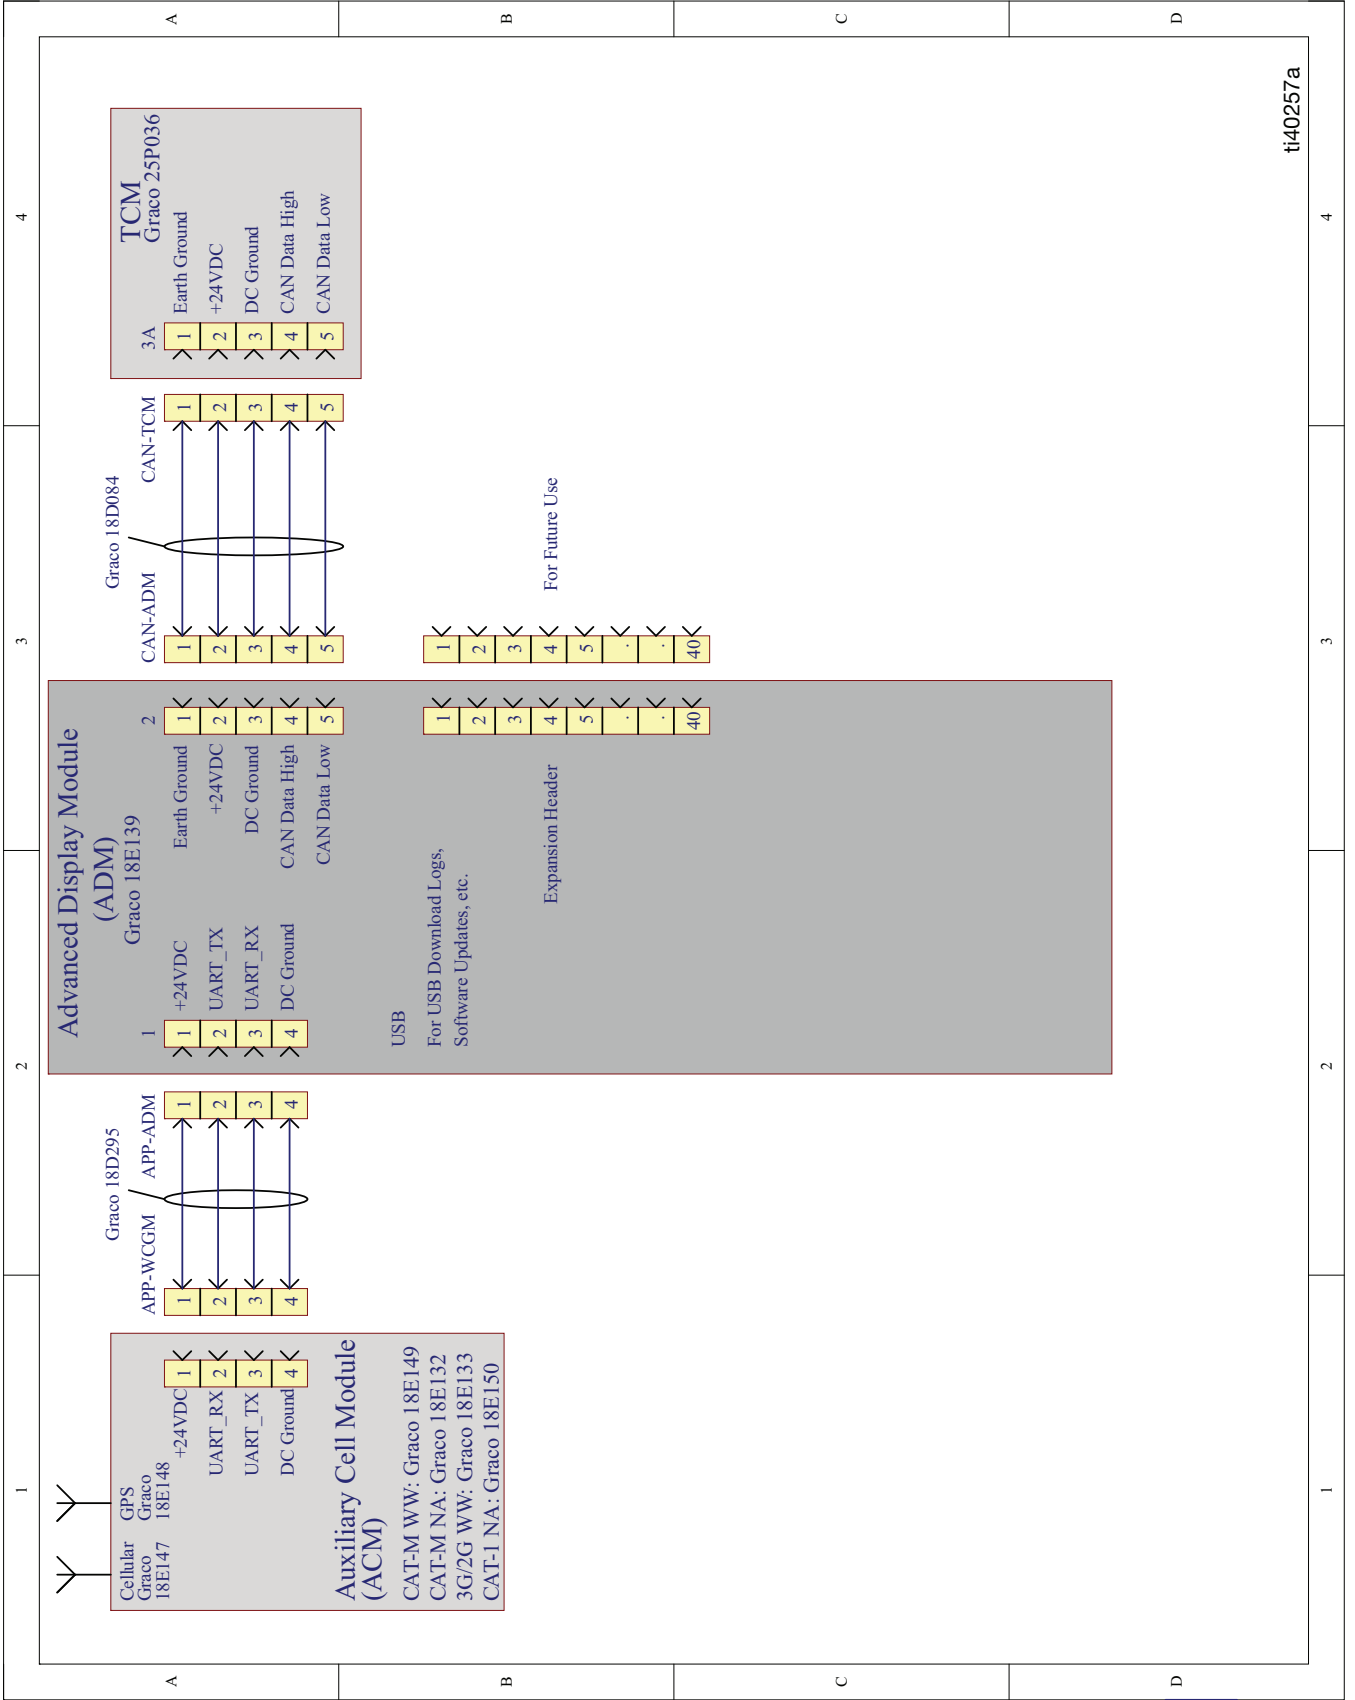 1
2
3
4
A
B
C
D
Cellular
Graco
18E147
GPS
Graco
18E148
+24VDC
UART_RX
UART_TX
DC Ground
1
2
3
4
Auxiliary Cell Module
(ACM)
CAT-M WW: Graco 18E149
CAT-M NA: Graco 18E132
3G/2G WW: Graco 18E133
CAT-1 NA: Graco 18E150
Graco 18D295
APP-WCGM
1
2
3
4
APP-ADM
1
2
3
4
Advanced Display Module
(ADM)
Graco 18E139
1
1
2
3
4
+24VDC
UART_TX
UART_RX
DC Ground
USB
For USB Download Logs,
Software Updates, etc.
2
Earth Ground
+24VDC
DC Ground
CAN Data High
CAN Data Low
1
2
3
4
5
Expansion Header
1
2
3
4
5
.
.
40
1
2
3
4
5
.
.
40
For Future Use
Graco 18D084
CAN-ADM
1
2
3
4
5
CAN-TCM
1
2
3
4
5
TCM
Graco 25P036
3A
1
2
3
4
5
Earth Ground
+24VDC
DC Ground
CAN Data High
CAN Data Low
ti40257a
A
B
C
D
1
2
3
4